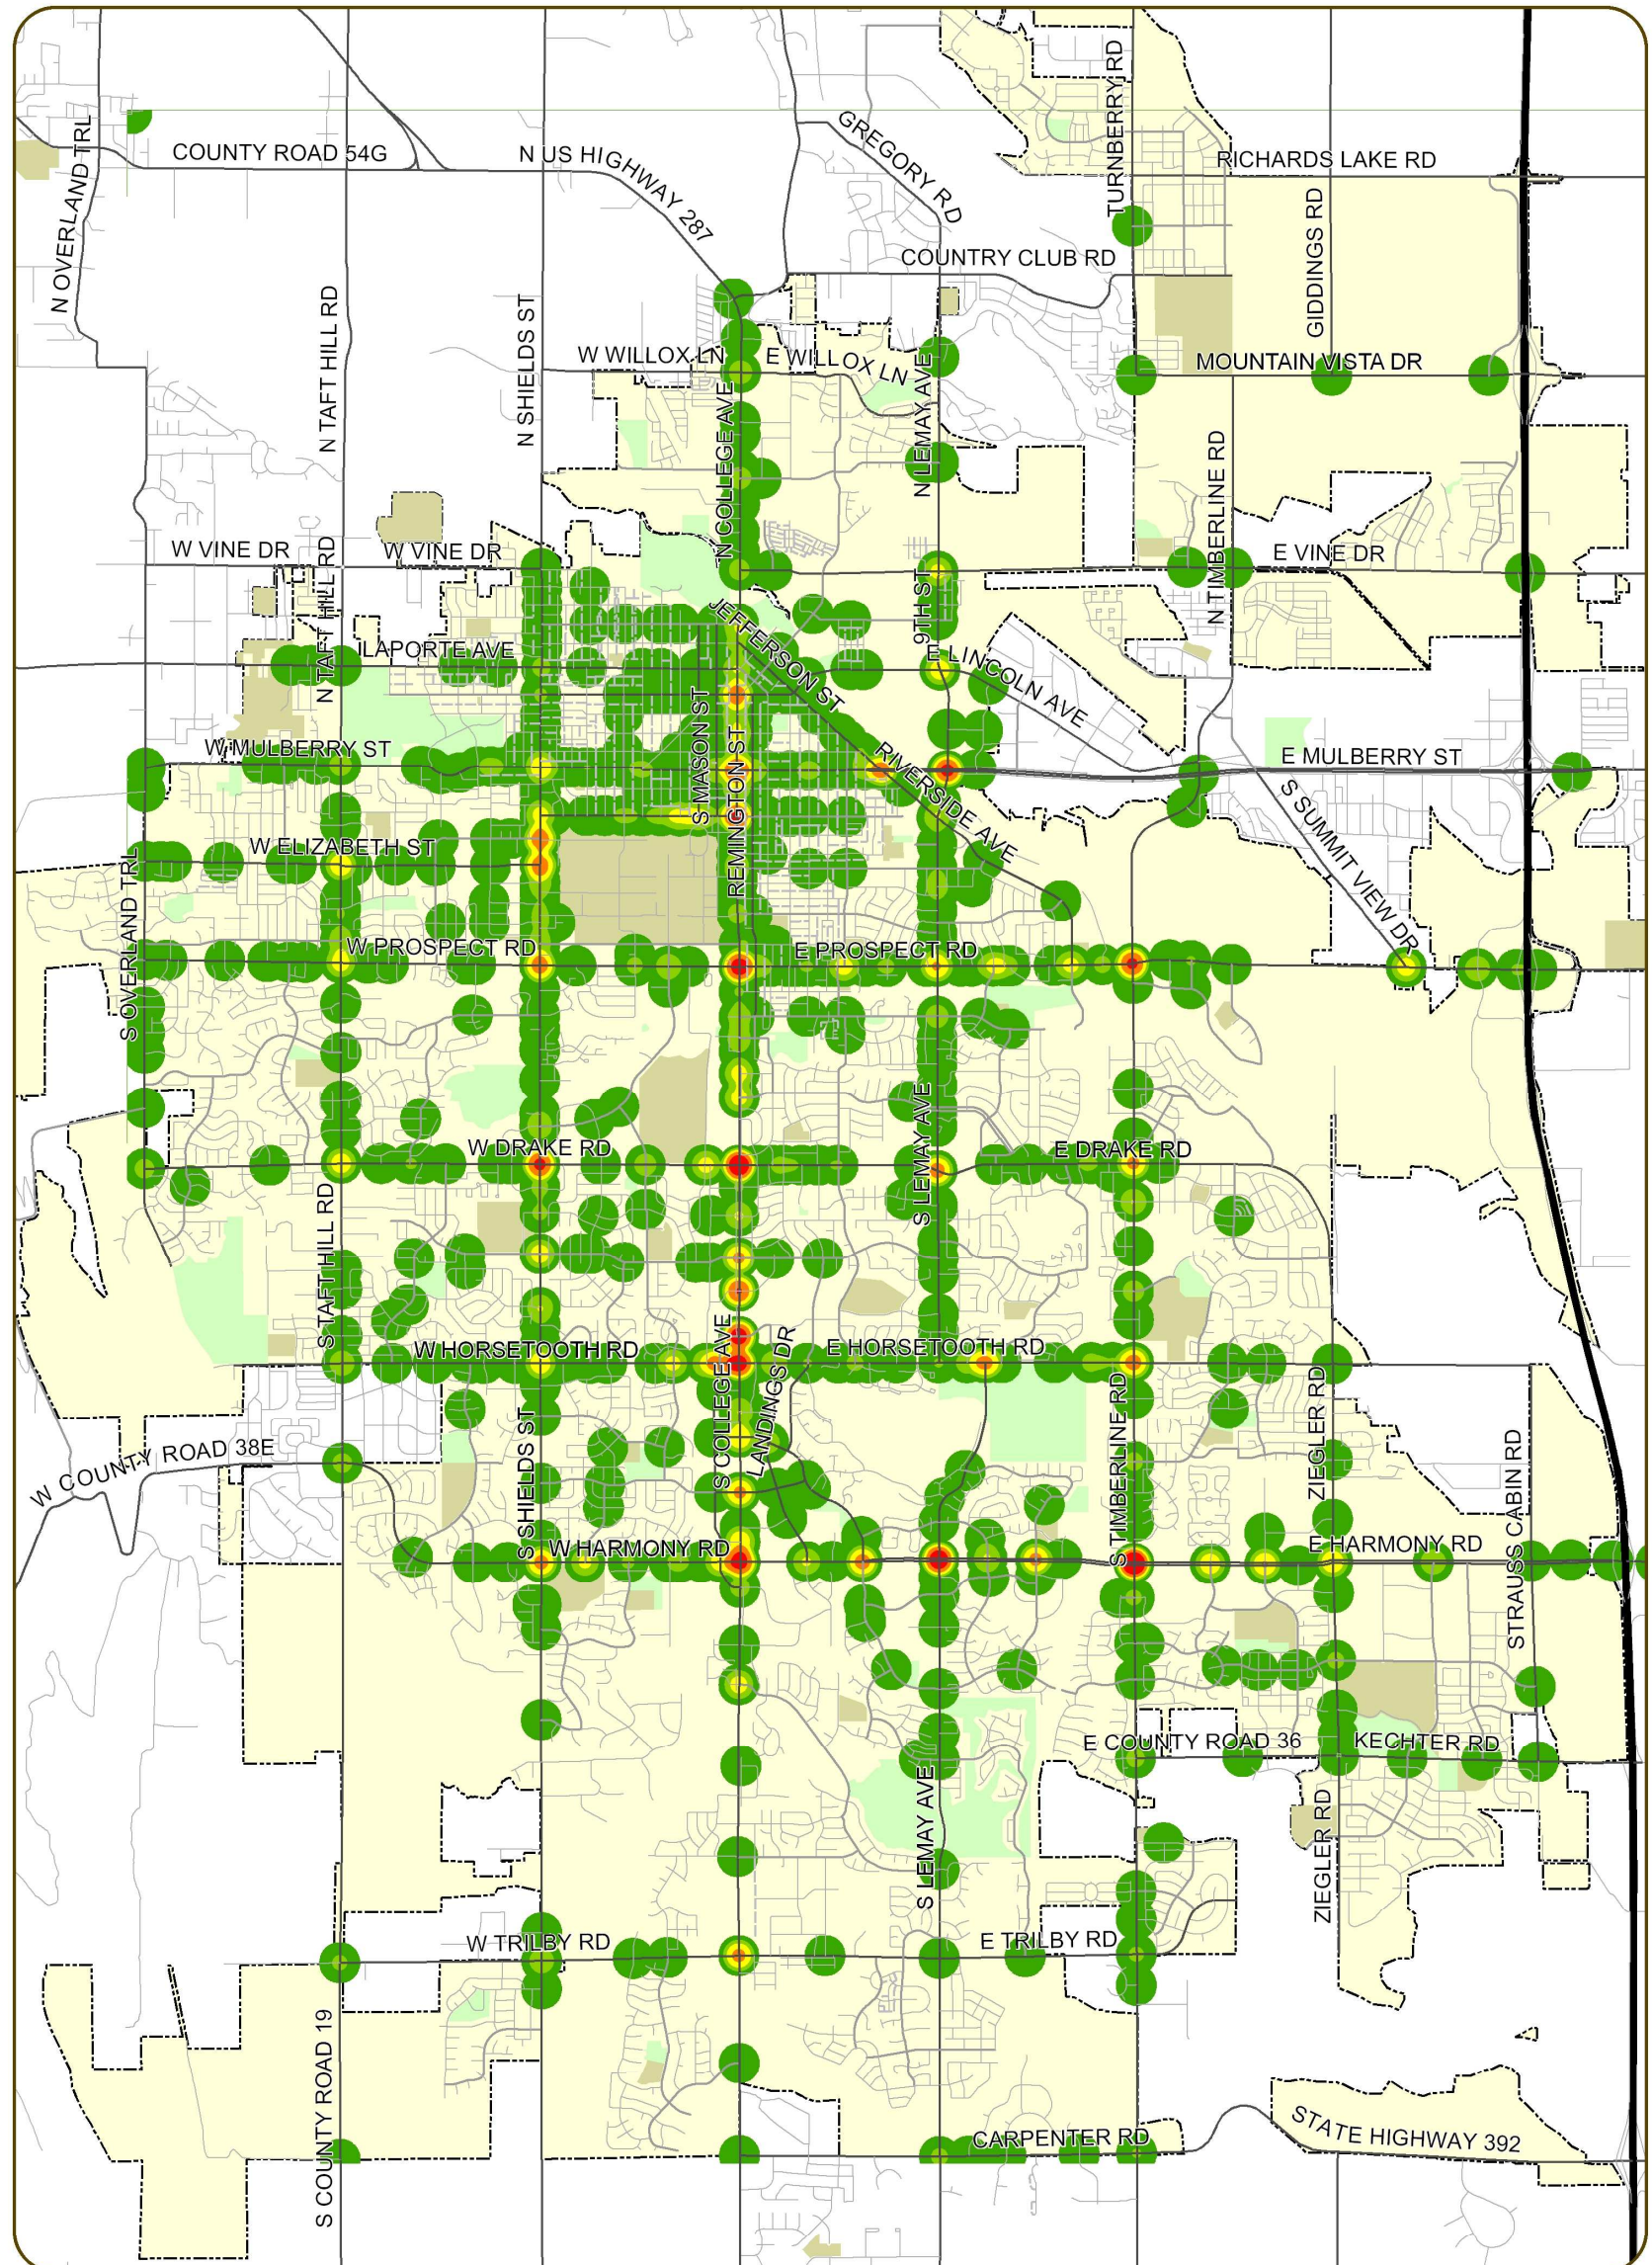 TURNBERRY RD
N OVERLAND TRL
GREGORY RD
COUNTY ROAD 54G
N US HIGHWAY 287
RICHARDS LAKE RD
GIDDINGS RD
COUNTRY CLUB RD
N TAFT HILL RD
N SHIELDS ST
W WILLOX LN
E WILLOX LN
MOUNTAIN VISTA DR
N COLLEGE AVE
N LEMAY AVE
N TIMBERLINE RD
W VINE DR
W VINE DR
E VINE DR
N TAFT HILL RD
9TH ST
JEFFERSON ST
LAPORTE AVE
E LINCOLN AVE
S MASON ST
W MULBERRY ST
REMINGTON ST
RIVERSIDE AVE
E MULBERRY ST
S SUMMIT VIEW DR
W ELIZABETH ST
S OVERLAND TRL
W PROSPECT RD
E PROSPECT RD
S LEMAY AVE
W DRAKE RD
E DRAKE RD
S TAFT HILL RD
W HORSETOOTH RD
S COLLEGE AVE
LANDINGS DR
E HORSETOOTH RD
S TIMBERLINE RD
ZIEGLER RD
W COUNTY ROAD 38E
S SHIELDS ST
STRAUSS CABIN RD
W HARMONY RD
E HARMONY RD
E COUNTY ROAD 36
KECHTER RD
S LEMAY AVE
ZIEGLER RD
W TRILBY RD
E TRILBY RD
S COUNTY ROAD 19
CARPENTER RD
STATE HIGHWAY 392